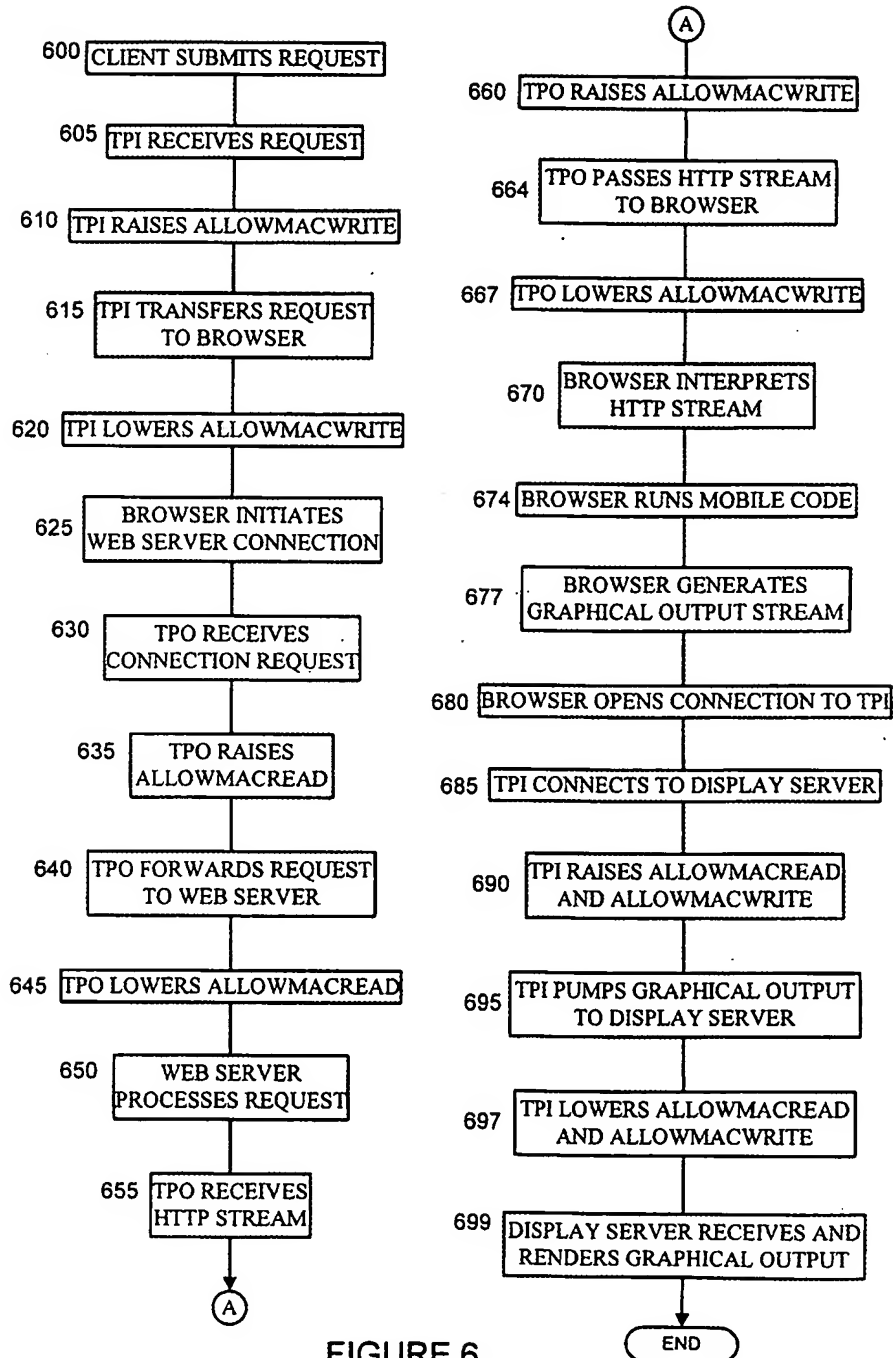 600 CLIENT SUBMITS REQUEST
605 TPI RECEIVES REQUEST
610 TPI RAISES ALLOWMACWRITE
615 TPI TRANSFERS REQUEST
TO BROWSER
620 TPI LOWERS ALLOWMACWRITE
625 BROWSER INITIATES
WEB SERVER CONNECTION
630 TPO RECEIVES
CONNECTION REQUEST
635 TPO RAISES
ALLOWMACREAD
640 TPO FORWARDS REQUEST
TO WEB SERVER
645 TPO LOWERS ALLOWMACREAD
650 WEB SERVER
PROCESSES REQUEST
655 TPO RECEIVES
HTTP STREAM
A
A
660 TPO RAISES ALLOWMACWRITE
664 TPO PASSES HTTP STREAM
TO BROWSER
667 TPO LOWERS ALLOWMACWRITE
670 BROWSER INTERPRETS
HTTP STREAM
674 BROWSER RUNS MOBILE CODE
677 BROWSER GENERATES
GRAPHICAL OUTPUT STREAM
680 BROWSER OPENS CONNECTION TO TPI
685 TPI CONNECTS TO DISPLAY SERVER
690 TPI RAISES ALLOWMACREAD
AND ALLOWMACWRITE
695 TPI PUMPS GRAPHICAL OUTPUT
TO DISPLAY SERVER
697 TPI LOWERS ALLOWMACREAD
AND ALLOWMACWRITE
699 DISPLAY SERVER RECEIVES AND
RENDERS GRAPHICAL OUTPUT
END
FIGURE 6